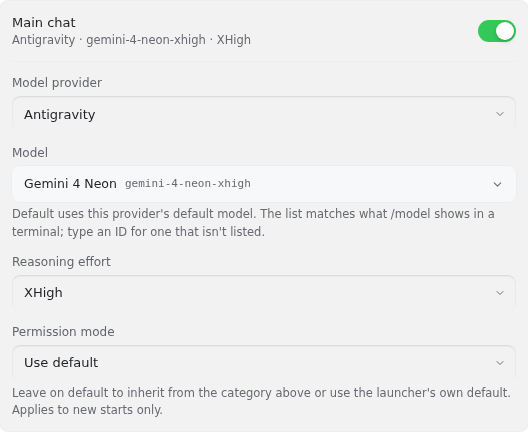 Main chat
Antigravity · gemini-4-neon-xhigh · XHigh
Model provider
Antigravity
Model
Gemini 4 Neon gemini-4-neon-xhigh
Default uses this provider's default model. The list matches what /model shows in a
terminal; type an ID for one that isn't listed.
Reasoning effort
XHigh
Permission mode
Use default
Leave on default to inherit from the category above or use the launcher's own default.
Applies to new starts only.